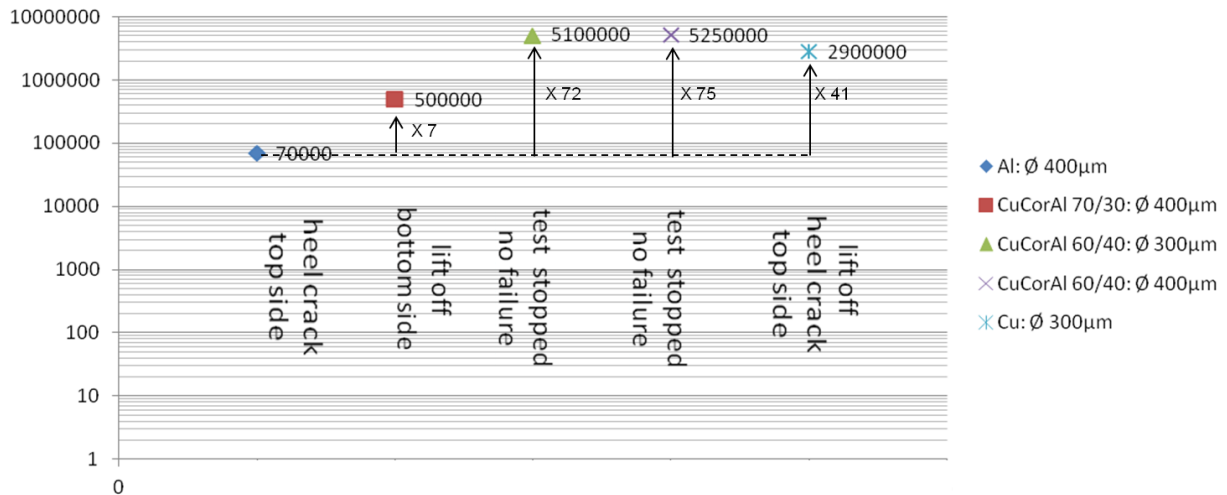 10000000
1000000
100000
10000
1000
100
10
1
0
70000
500000
5100000
5250000
2900000
X 7
X 72
X 75
X 41
heel crack
top side
lift off
bottom side
test stopped
no failure
test stopped
no failure
lift off
heel crack
top side
Al: Ø 400µm
CuCorAl 70/30: Ø 400µm
CuCorAl 60/40: Ø 300µm
CuCorAl 60/40: Ø 400µm
Cu: Ø 300µm